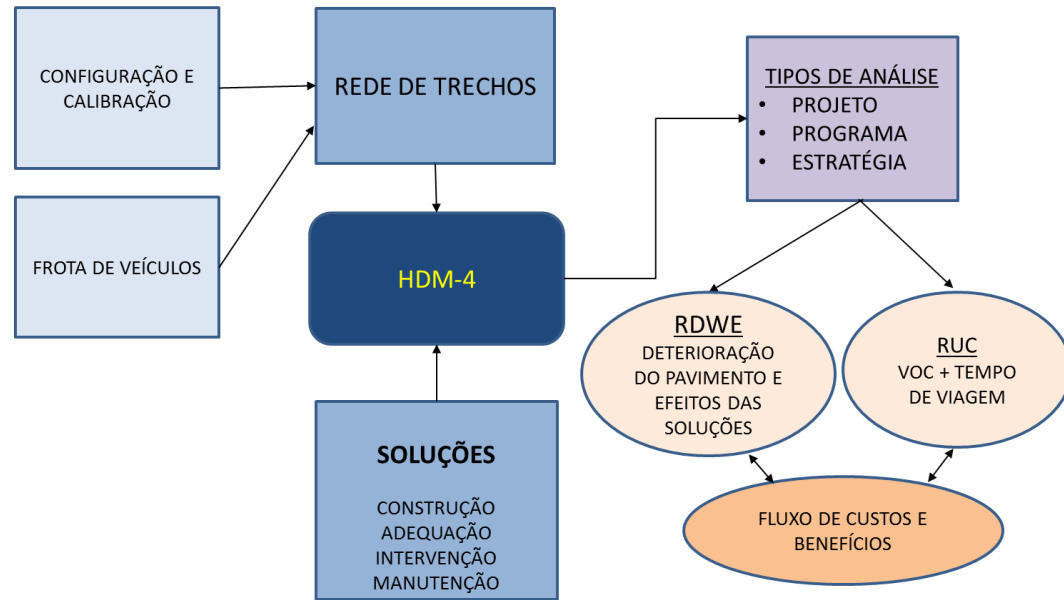 CONFIGURAÇÃO E
CALIBRAÇÃO
REDE DE TRECHOS
TIPOS DE ANÁLISE
• PROJETO
• PROGRAMA
• ESTRATÉGIA
FROTA DE VEÍCULOS
HDM-4
RDWE
DETERIORAÇÃO
DO PAVIMENTO E
EFEITOS DAS
SOLUÇÕES
RUC
VOC + TEMPO
DE VIAGEM
SOLUÇÕES
CONSTRUÇÃO
ADEQUAÇÃO
INTERVENÇÃO
MANUTENÇÃO
FLUXO DE CUSTOS E
BENEFÍCIOS